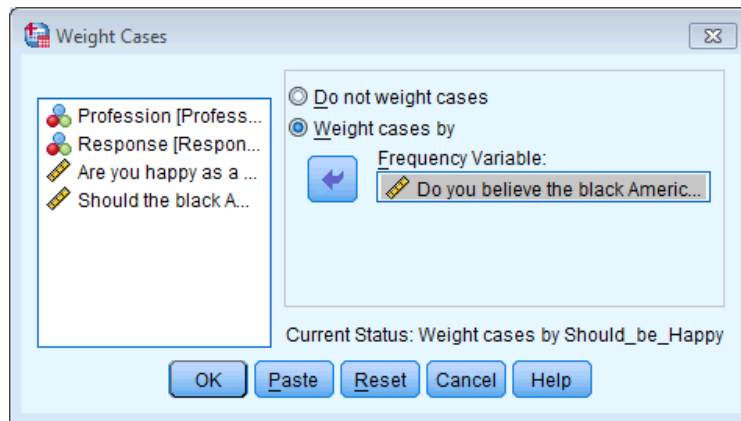 Weight Cases
Profession [Profess...
Response [Respon...
Are you happy as a ...
Should the black A...
Do not weight cases
Weight cases by
Frequency Variable:
Do you believe the black Americ...
Current Status: Weight cases by Should_be_Happy
OK
Paste
Reset
Cancel
Help